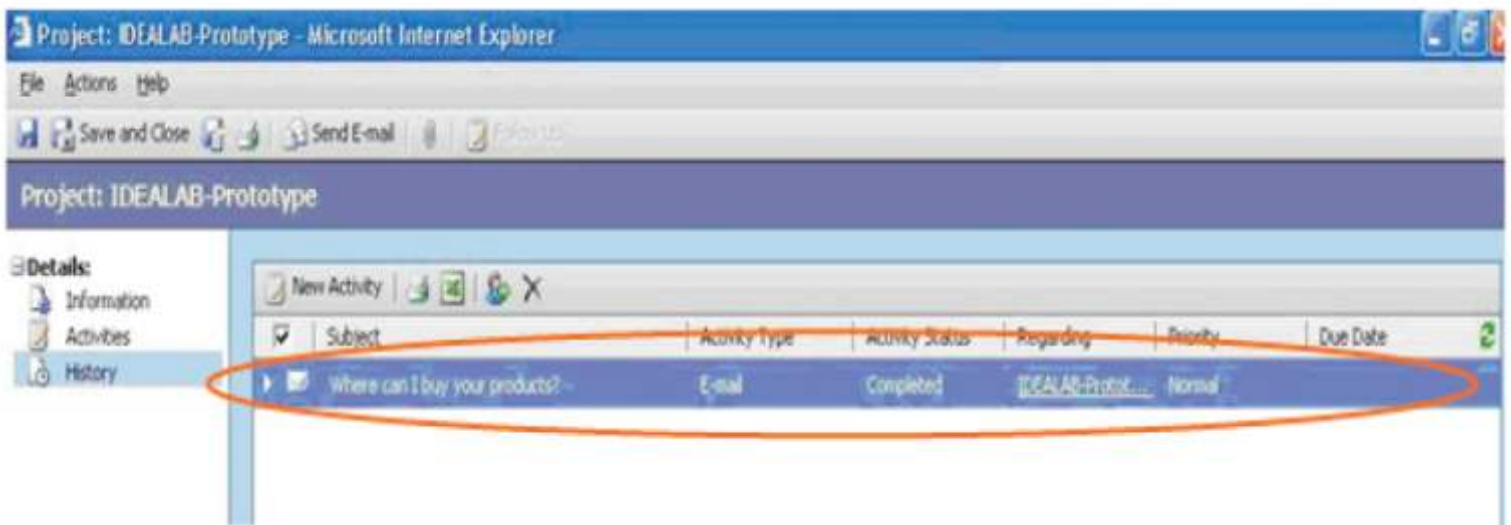 Project: IDEALAB-Prototype - Microsoft Internet Explorer
File Actions Help
Save and Close Send E-mail Follow Up
Project: IDEALAB-Prototype
Details:
Information
Activities
History
New Activity
Subject Activity Type Activity Status Regarding Priority Due Date
Where can I buy your products? - E-mail Completed IDEALAB-Protot... Normal